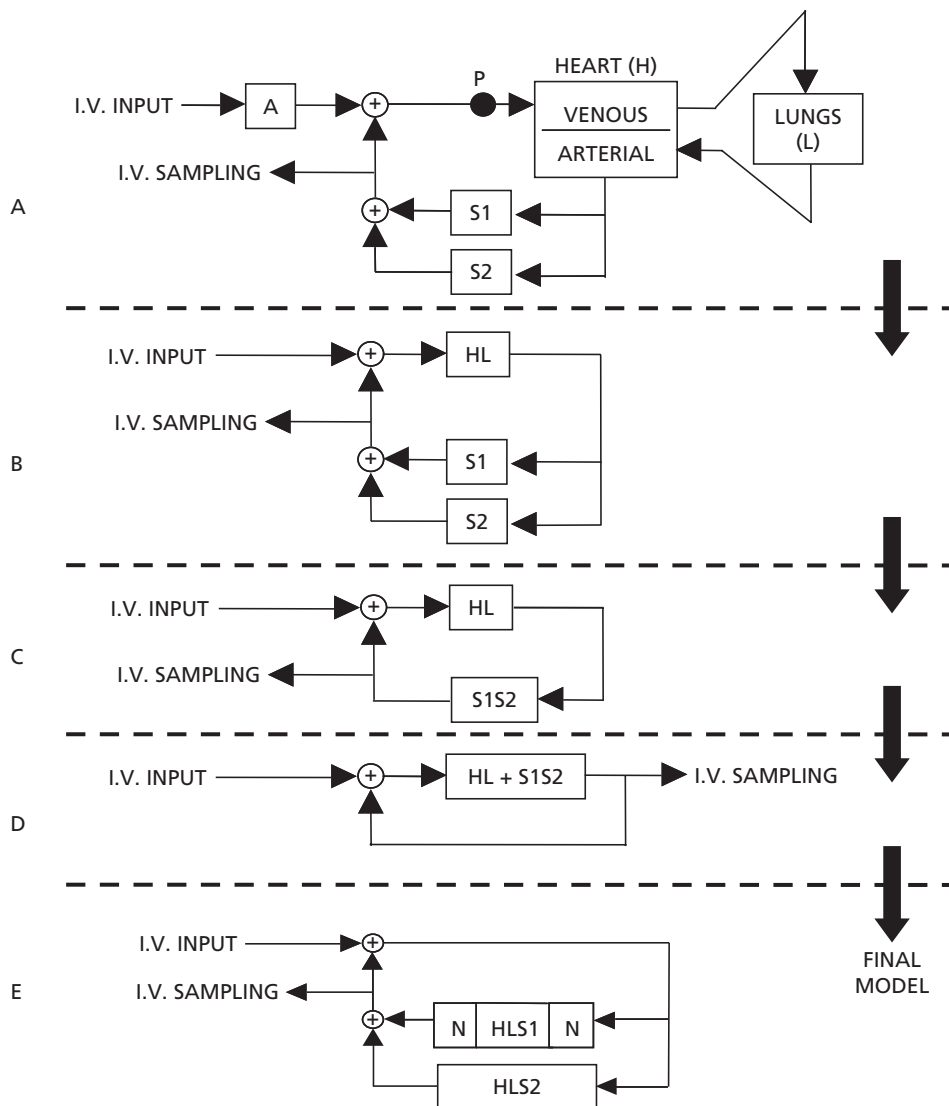 HEART (H)
P
I.V. INPUT
A
+
VENOUS
ARTERIAL
LUNGS
(L)
I.V. SAMPLING
A
+
S1
S2
I.V. INPUT
+
HL
I.V. SAMPLING
B
+
S1
S2
I.V. INPUT
+
HL
C
I.V. SAMPLING
S1S2
I.V. INPUT
+
HL + S1S2
I.V. SAMPLING
D
I.V. INPUT
+
FINAL
MODEL
E
I.V. SAMPLING
+
N HLS1 N
HLS2